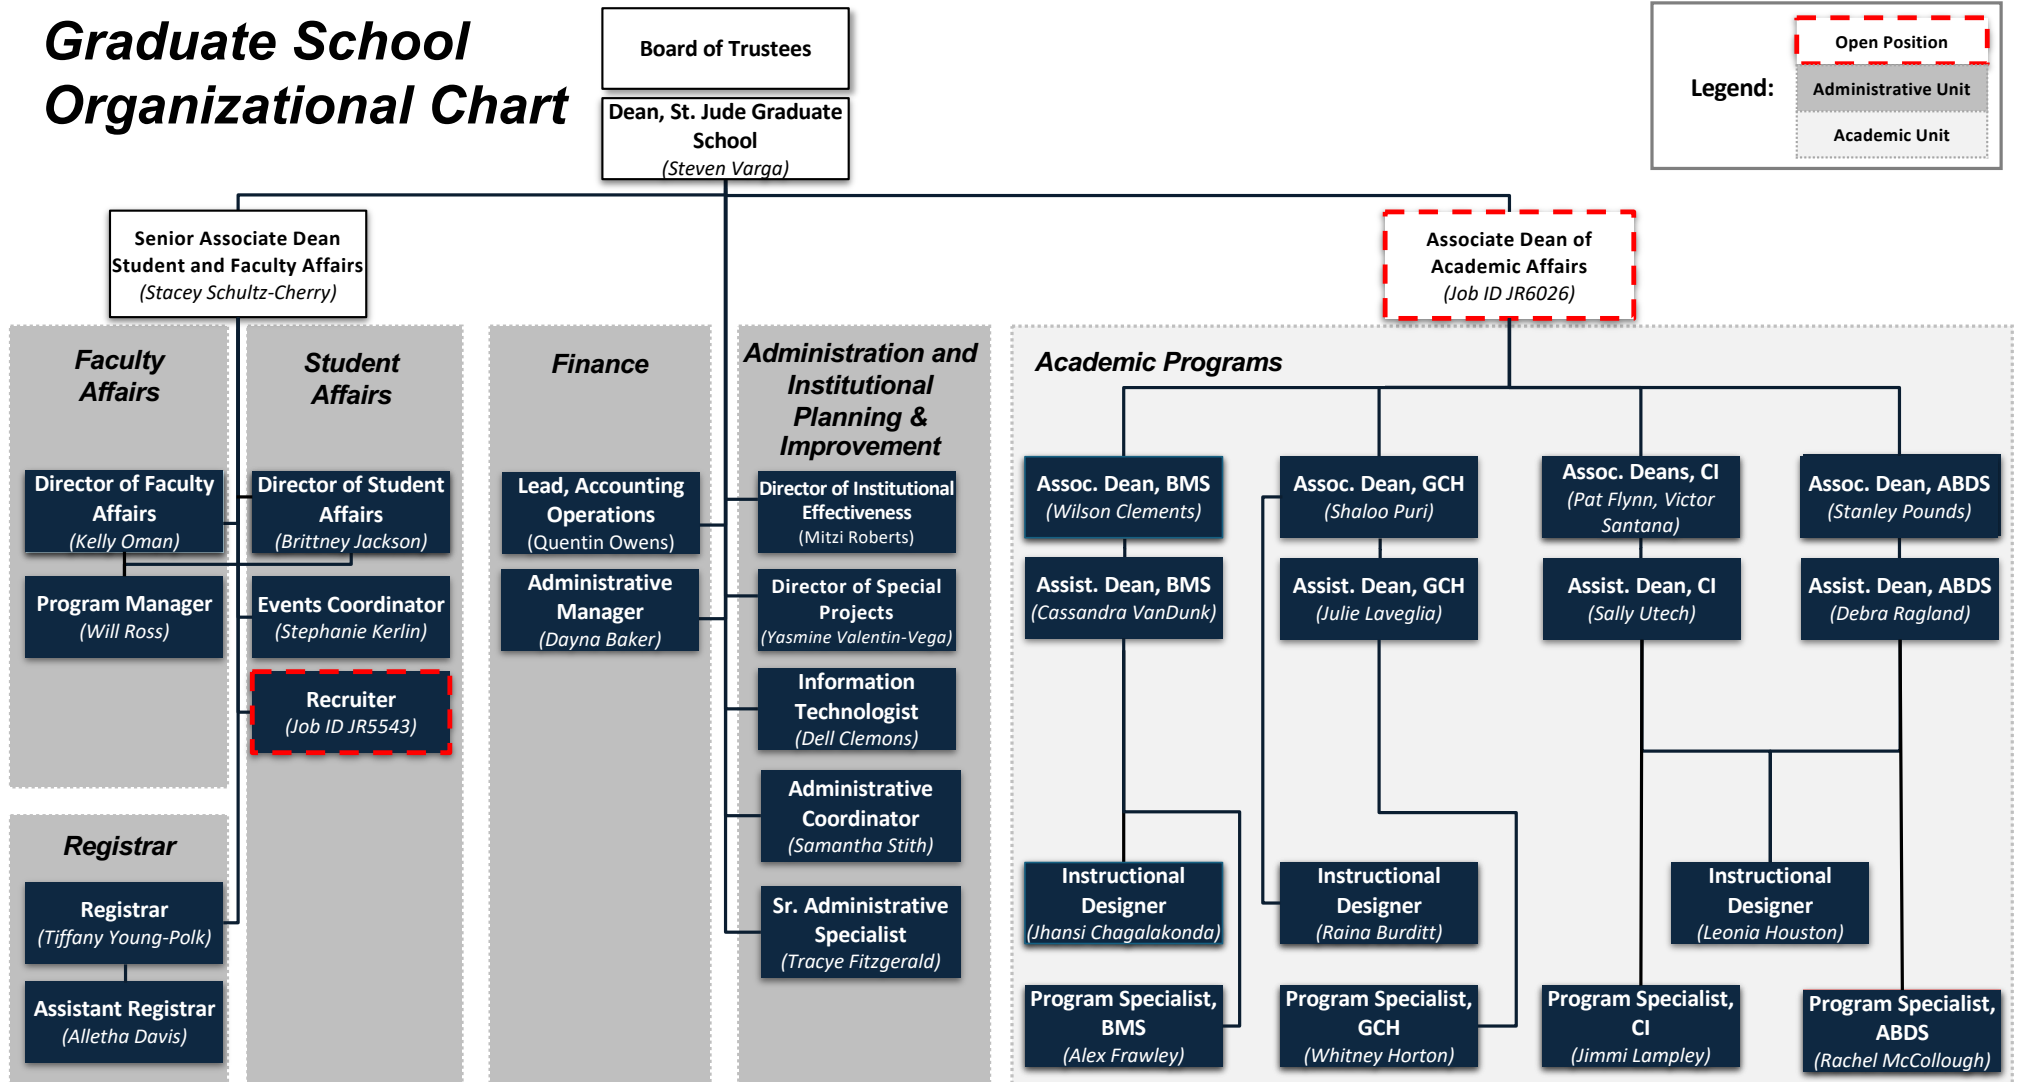 Graduate School
Organizational Chart
Board of Trustees
Dean, St. Jude Graduate
School
(Steven Varga)
Legend:
Open Position
Administrative Unit
Academic Unit
Senior Associate Dean
Student and Faculty Affairs
(Stacey Schultz-Cherry)
Associate Dean of
Academic Affairs
(Job ID JR6026)
Faculty
Affairs
Director of Faculty
Affairs
(Kelly Oman)
Program Manager
(Will Ross)
Registrar
Registrar
(Tiffany Young-Polk)
Assistant Registrar
(Alletha Davis)
Student
Affairs
Director of Student
Affairs
(Brittney Jackson)
Events Coordinator
(Stephanie Kerlin)
Recruiter
(Job ID JR5543)
Finance
Lead, Accounting
Operations
(Quentin Owens)
Administrative
Manager
(Dayna Baker)
Administration and
Institutional
Planning &
Improvement
Director of Institutional
Effectiveness
(Mitzi Roberts)
Director of Special
Projects
(Yasmine Valentin-Vega)
Information
Technologist
(Dell Clemons)
Administrative
Coordinator
(Samantha Stith)
Sr. Administrative
Specialist
(Tracye Fitzgerald)
Academic Programs
Assoc. Dean, BMS
(Wilson Clements)
Assist. Dean, BMS
(Cassandra VanDunk)
Instructional
Designer
(Jhansi Chagalakonda)
Program Specialist,
BMS
(Alex Frawley)
Assoc. Dean, GCH
(Shaloo Puri)
Assist. Dean, GCH
(Julie Laveglia)
Instructional
Designer
(Raina Burditt)
Program Specialist,
GCH
(Whitney Horton)
Assoc. Deans, CI
(Pat Flynn, Victor
Santana)
Assist. Dean, CI
(Sally Utech)
Assoc. Dean, ABDS
(Stanley Pounds)
Assist. Dean, ABDS
(Debra Ragland)
Instructional
Designer
(Leonia Houston)
Program Specialist,
CI
(Jimmi Lampley)
Program Specialist,
ABDS
(Rachel McCollough)